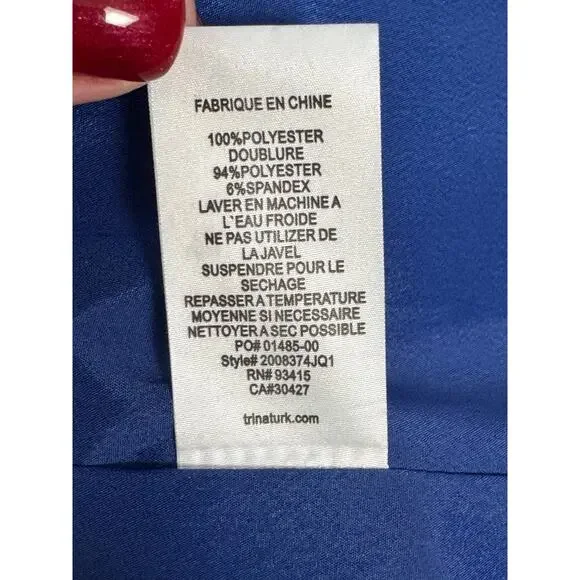 FABRIQUE EN CHINE
100%POLYESTER
DOUBLURE
94%POLYESTER
6%SPANDEX
LAVER EN MACHINE A
L`EAU FROIDE
NE PAS UTILIZER DE
LA JAVEL
SUSPENDRE POUR LE
SECHAGE
REPASSER A TEMPERATURE
MOYENNE SI NECESSAIRE
NETTOYER A SEC POSSIBLE
PO# 01485-00
Style# 2008374JQ1
RN# 93415
CA#30427
trinaturk.com